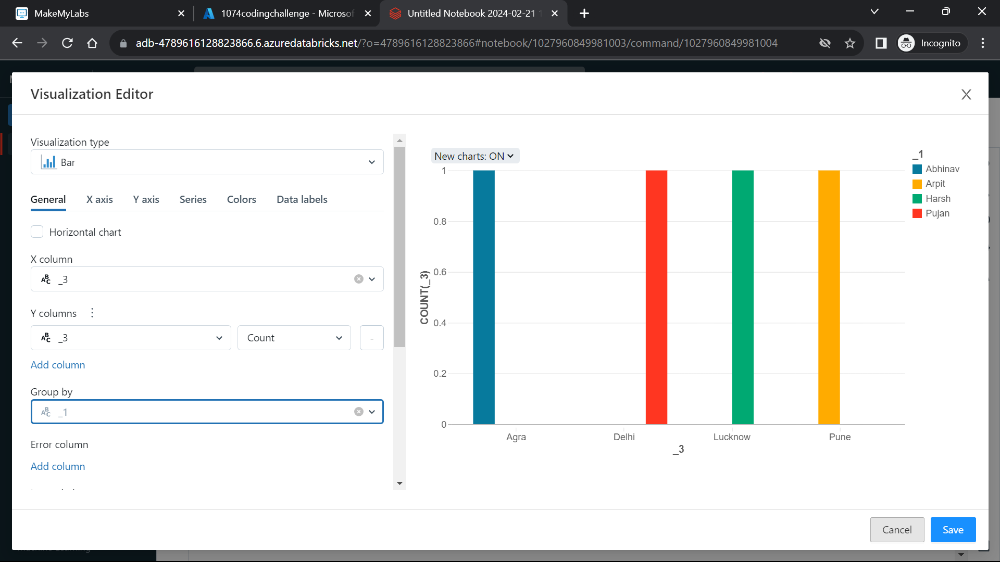 MakeMyLabs
1074codingchallenge - Microsof
Untitled Notebook 2024-02-21
adb-4789616128823866.6.azuredatabricks.net/?o=4789616128823866#notebook/1027960849981003/command/1027960849981004
Incognito
Visualization Editor
Visualization type
Bar
General X axis Y axis Series Colors Data labels
Horizontal chart
X column
ABC _3
Y columns
ABC _3 Count -
Add column
Group by
ABC _1
Error column
Add column
New charts: ON
1
0.8
0.6
0.4
0.2
0
COUNT(_3)
Agra Delhi Lucknow Pune
_3
_1
Abhinav
Arpit
Harsh
Pujan
Cancel Save